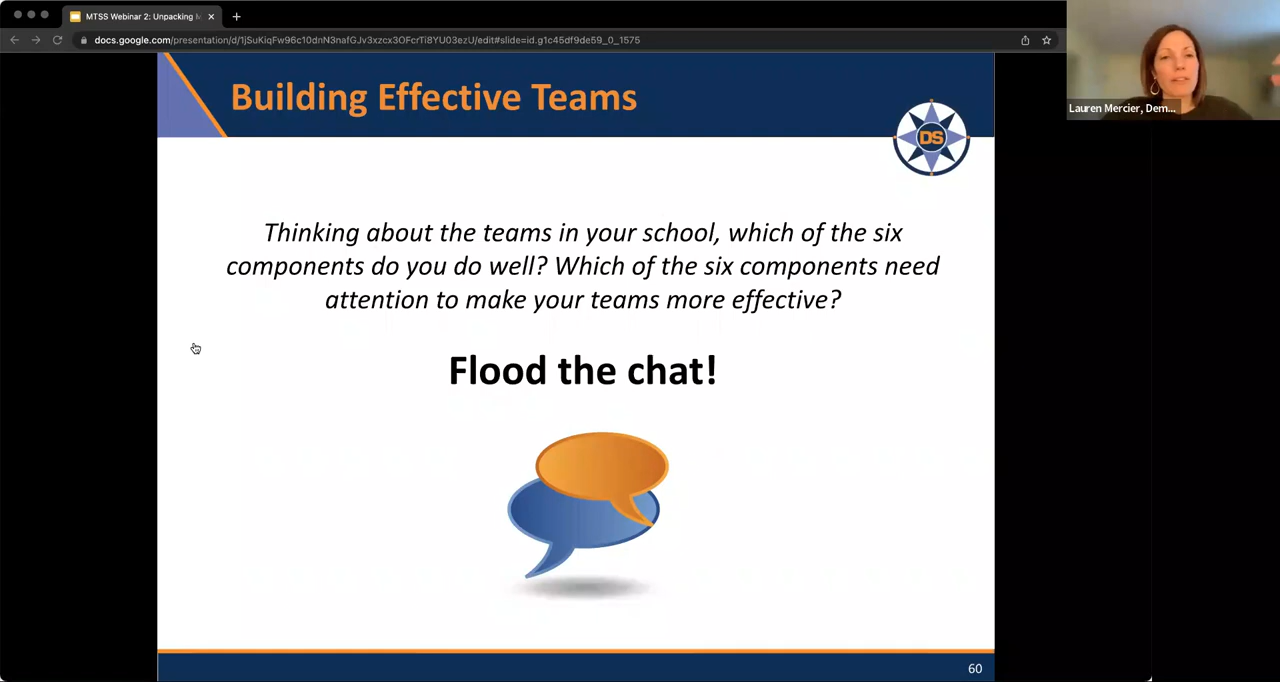 MTSS Webinar 2: Unpacking M
docs.google.com/presentation/d/1jSuKiqFw96c10dnN3nafGJv3xzcx3OFcrTi8YU03ezU/edit#slide=id.g1c45df9de59_0_1575
Lauren Mercier, Dem...
Building Effective Teams
DS
Thinking about the teams in your school, which of the six
components do you do well? Which of the six components need
attention to make your teams more effective?
Flood the chat!
60